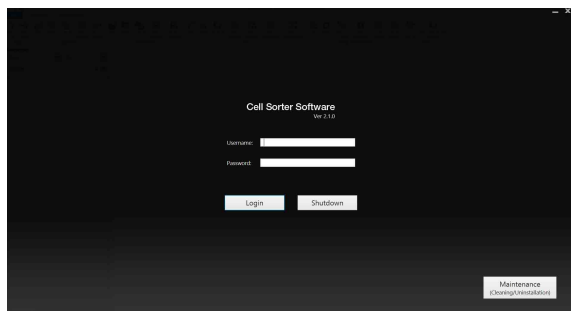 Cell Sorter Software
Ver 2.1.0
Username:
Password:
Login
Shutdown
Maintenance
(Cleaning/Uninstallation)